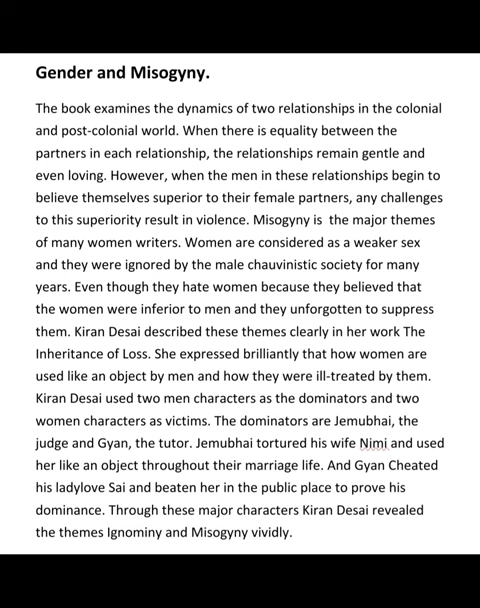 Gender and Misogyny.
The book examines the dynamics of two relationships in the colonial
and post-colonial world. When there is equality between the
partners in each relationship, the relationships remain gentle and
even loving. However, when the men in these relationships begin to
believe themselves superior to their female partners, any challenges
to this superiority result in violence. Misogyny is  the major themes
of many women writers. Women are considered as a weaker sex
and they were ignored by the male chauvinistic society for many
years. Even though they hate women because they believed that
the women were inferior to men and they unforgotten to suppress
them. Kiran Desai described these themes clearly in her work The
Inheritance of Loss. She expressed brilliantly that how women are
used like an object by men and how they were ill-treated by them.
Kiran Desai used two men characters as the dominators and two
women characters as victims. The dominators are Jemubhai, the
judge and Gyan, the tutor. Jemubhai tortured his wife Nimi and used
her like an object throughout their marriage life. And Gyan Cheated
his ladylove Sai and beaten her in the public place to prove his
dominance. Through these major characters Kiran Desai revealed
the themes Ignominy and Misogyny vividly.